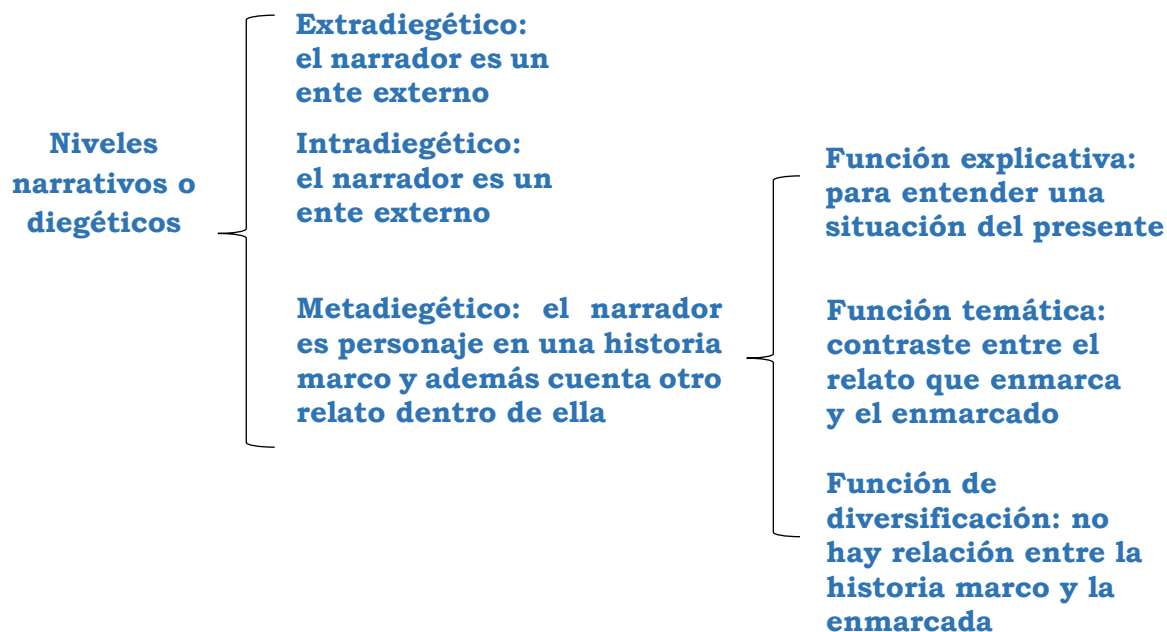 Niveles
narrativos o
diegéticos
Extradiegético:
el narrador es un
ente externo
Intradiegético:
el narrador es un
ente externo
Metadiegético: el narrador
es personaje en una historia
marco y además cuenta otro
relato dentro de ella
Función explicativa:
para entender una
situación del presente
Función temática:
contraste entre el
relato que enmarca
y el enmarcado
Función de
diversificación: no
hay relación entre la
historia marco y la
enmarcada